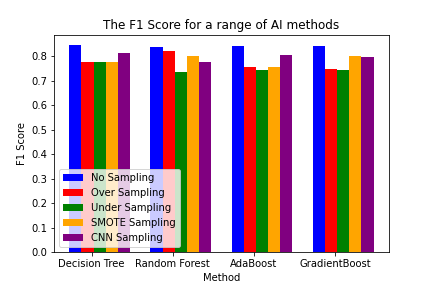 The F1 Score for a range of AI methods
F1 Score
0.8
0.7
0.6
0.5
0.4
0.3
0.2
0.1
0.0
No Sampling
Over Sampling
Under Sampling
SMOTE Sampling
CNN Sampling
Decision Tree Random Forest AdaBoost GradientBoost
Method